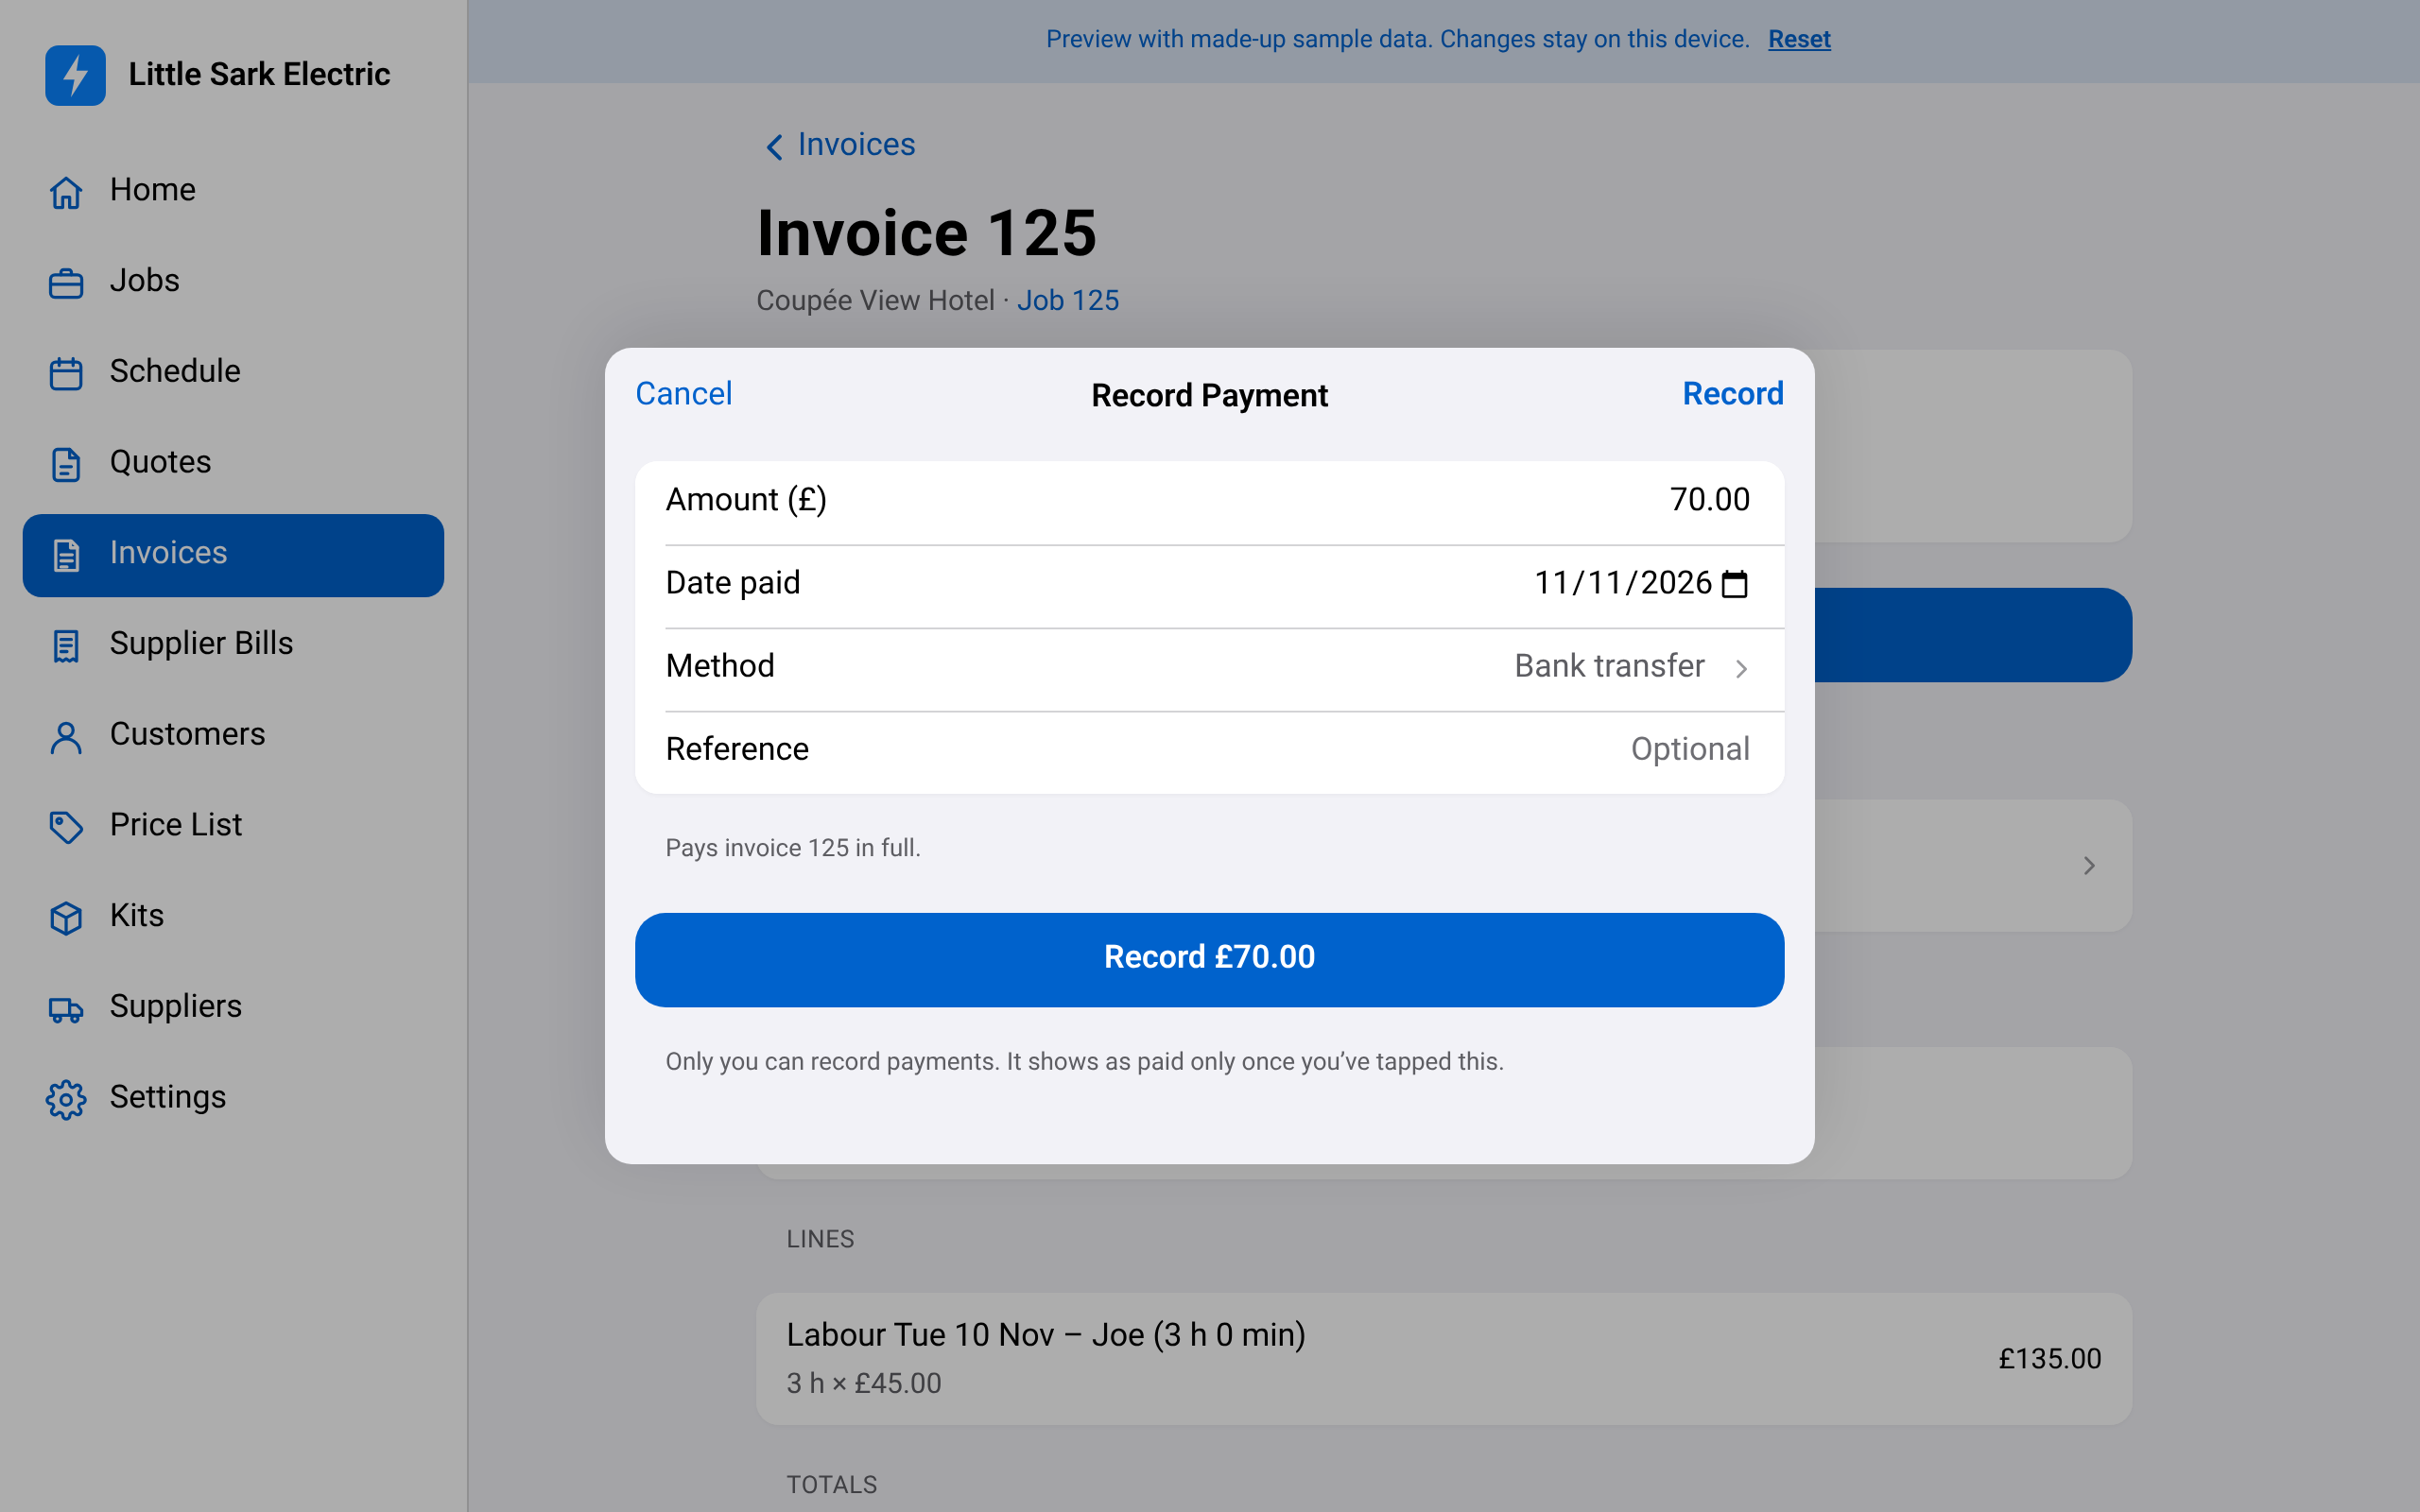 Preview with made-up sample data. Changes stay on this device. Reset
Little Sark Electric
Home
Jobs
Schedule
Quotes
Invoices
Supplier Bills
Customers
Price List
Kits
Suppliers
Settings
Invoices
Invoice 125
Coupée View Hotel · Job 125
Cancel
Record Payment
Record
Amount (£) 70.00
Date paid 11/11/2026
Method Bank transfer
Reference Optional
Pays invoice 125 in full.
Record £70.00
Only you can record payments. It shows as paid only once you’ve tapped this.
LINES
Labour Tue 10 Nov – Joe (3 h 0 min)
3 h × £45.00
£135.00
TOTALS